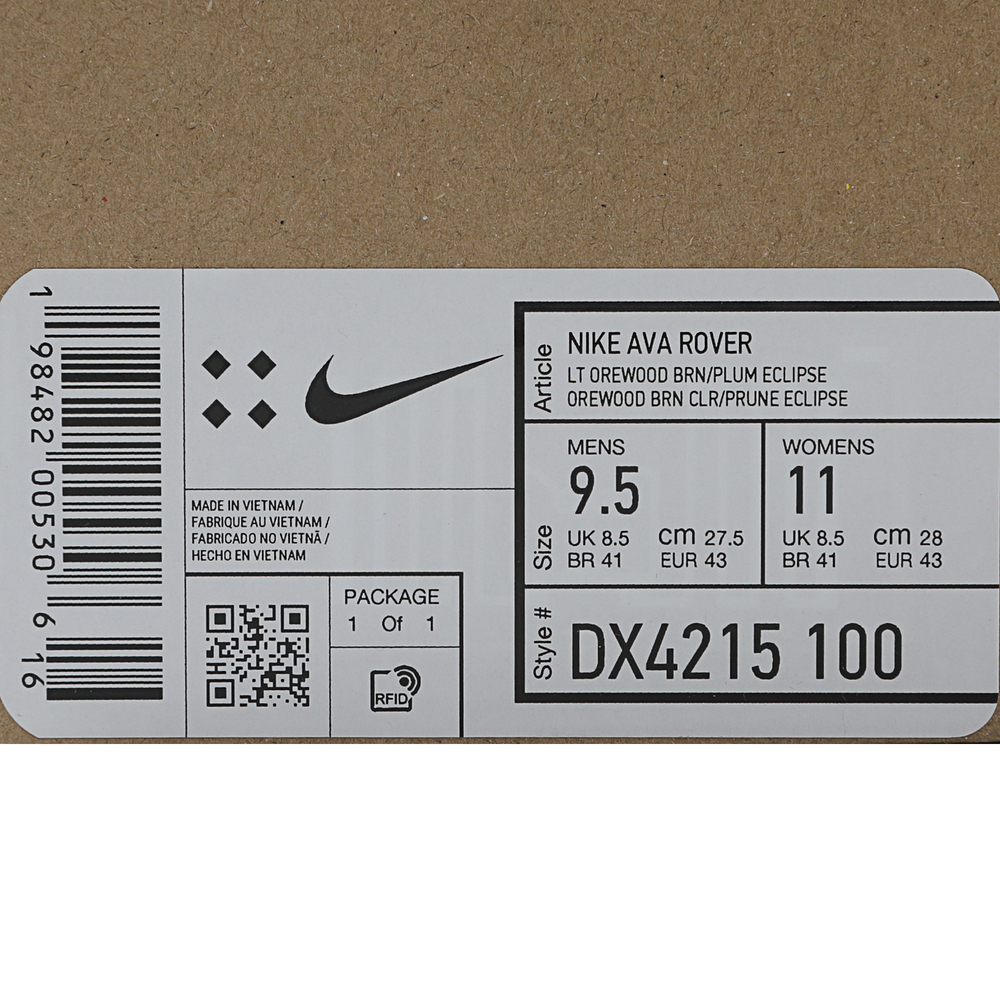 1 98482 00530 6 16
MADE IN VIETNAM /
FABRIQUE AU VIETNAM /
FABRICADO NO VIETNÃ /
HECHO EN VIETNAM
PACKAGE
1 Of 1
RFID
Article
NIKE AVA ROVER
LT OREWOOD BRN/PLUM ECLIPSE
OREWOOD BRN CLR/PRUNE ECLIPSE
Size
MENS
9.5
UK 8.5 cm 27.5
BR 41 EUR 43
WOMENS
11
UK 8.5 cm 28
BR 41 EUR 43
Style #
DX4215 100